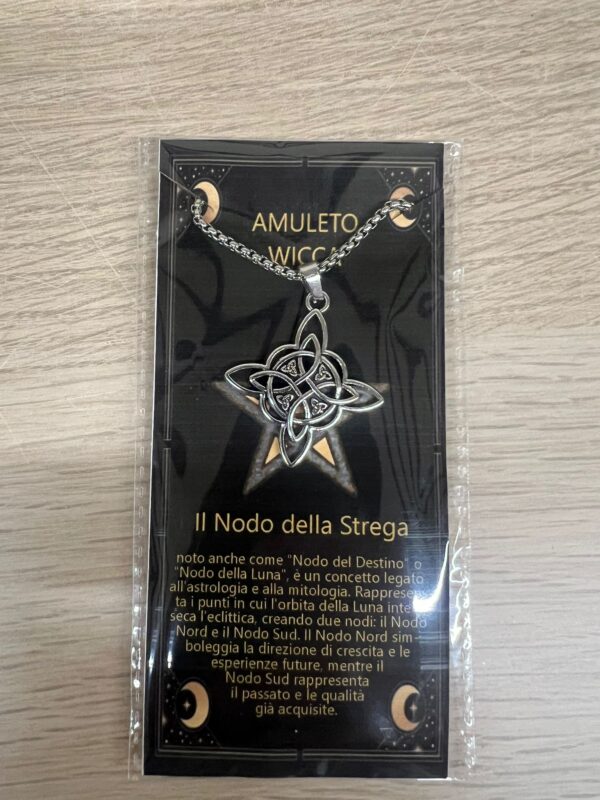 AMULETO
WICCA
Il Nodo della Strega
noto anche come "Nodo del Destino" o
"Nodo della Luna", è un concetto legato
all'astrologia e alla mitologia. Rappresen
ta i punti in cui l'orbita della Luna inter
seca l'eclittica, creando due nodi: il Nodo
Nord e il Nodo Sud. Il Nodo Nord sim-
boleggia la direzione di crescita e le
esperienze future, mentre il
Nodo Sud rappresenta
il passato e le qualità
già acquisite.